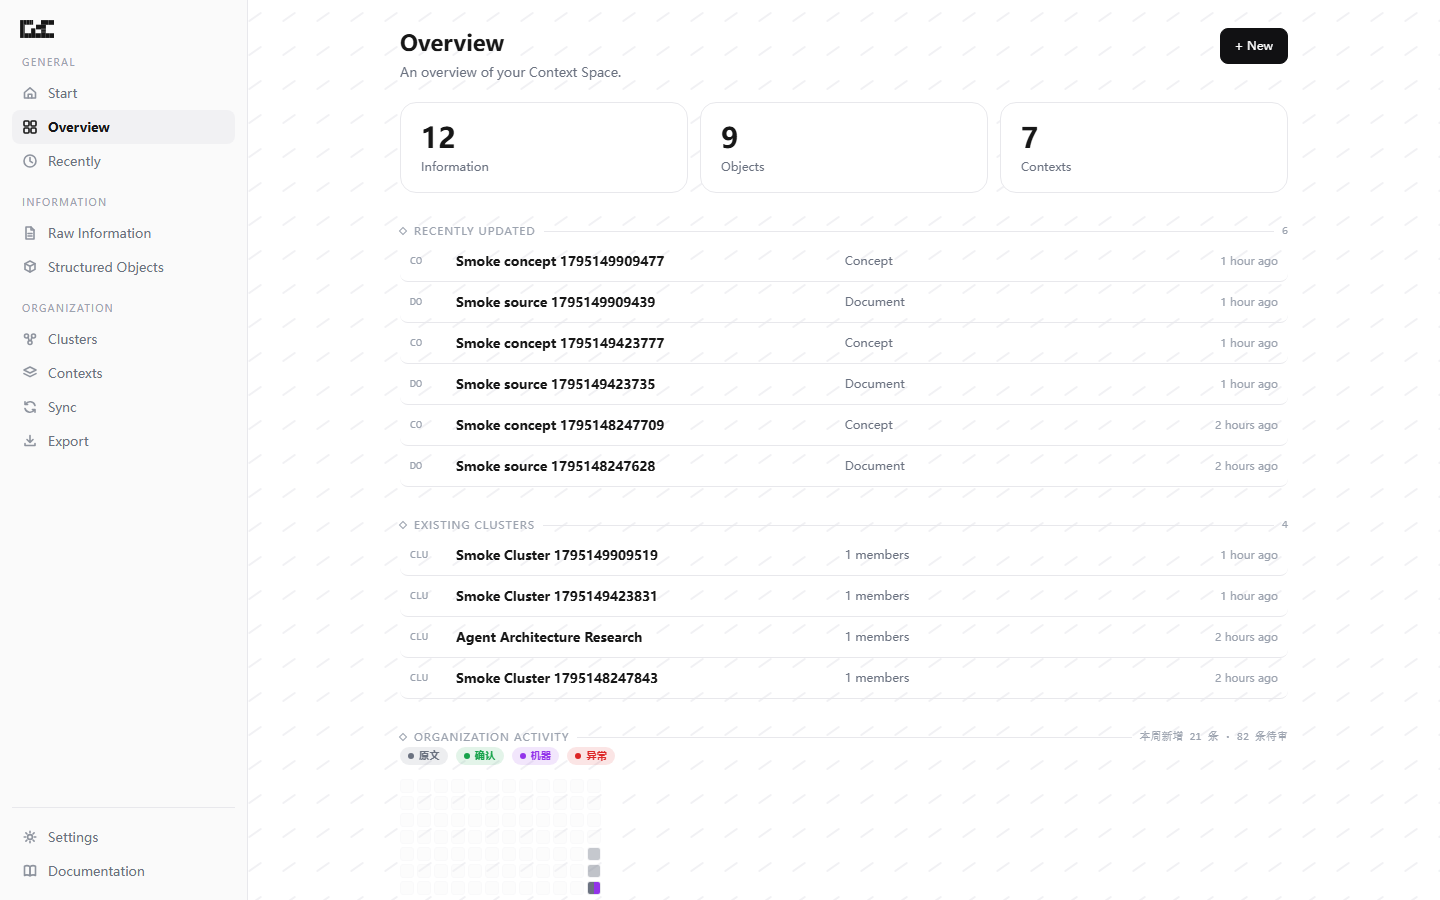 GENERAL
Start
Overview
Recently
INFORMATION
Raw Information
Structured Objects
ORGANIZATION
Clusters
Contexts
Sync
Export
Settings
Documentation
Overview
An overview of your Context Space.
+ New
12
Information
9
Objects
7
Contexts
RECENTLY UPDATED 6
CO Smoke concept 1795149909477 Concept 1 hour ago
DO Smoke source 1795149909439 Document 1 hour ago
CO Smoke concept 1795149423777 Concept 1 hour ago
DO Smoke source 1795149423735 Document 1 hour ago
CO Smoke concept 1795148247709 Concept 2 hours ago
DO Smoke source 1795148247628 Document 2 hours ago
EXISTING CLUSTERS 4
CLU Smoke Cluster 1795149909519 1 members 1 hour ago
CLU Smoke Cluster 1795149423831 1 members 1 hour ago
CLU Agent Architecture Research 1 members 2 hours ago
CLU Smoke Cluster 1795148247843 1 members 2 hours ago
ORGANIZATION ACTIVITY 本周新增 21 条 · 82 条待审
原文 确认 机器 异常